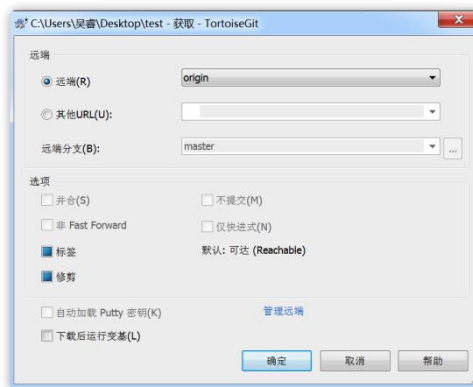 C:\Users\吴睿\Desktop\test - 获取 - TortoiseGit
远端
远端(R)
origin
其他URL(U):
远端分支(B):
master
...
选项
并合(S)
不提交(M)
非 Fast Forward
仅快进式(N)
标签
默认: 可达 (Reachable)
修剪
自动加载 Putty 密钥(K)
管理远端
下载后运行变基(L)
确定
取消
帮助